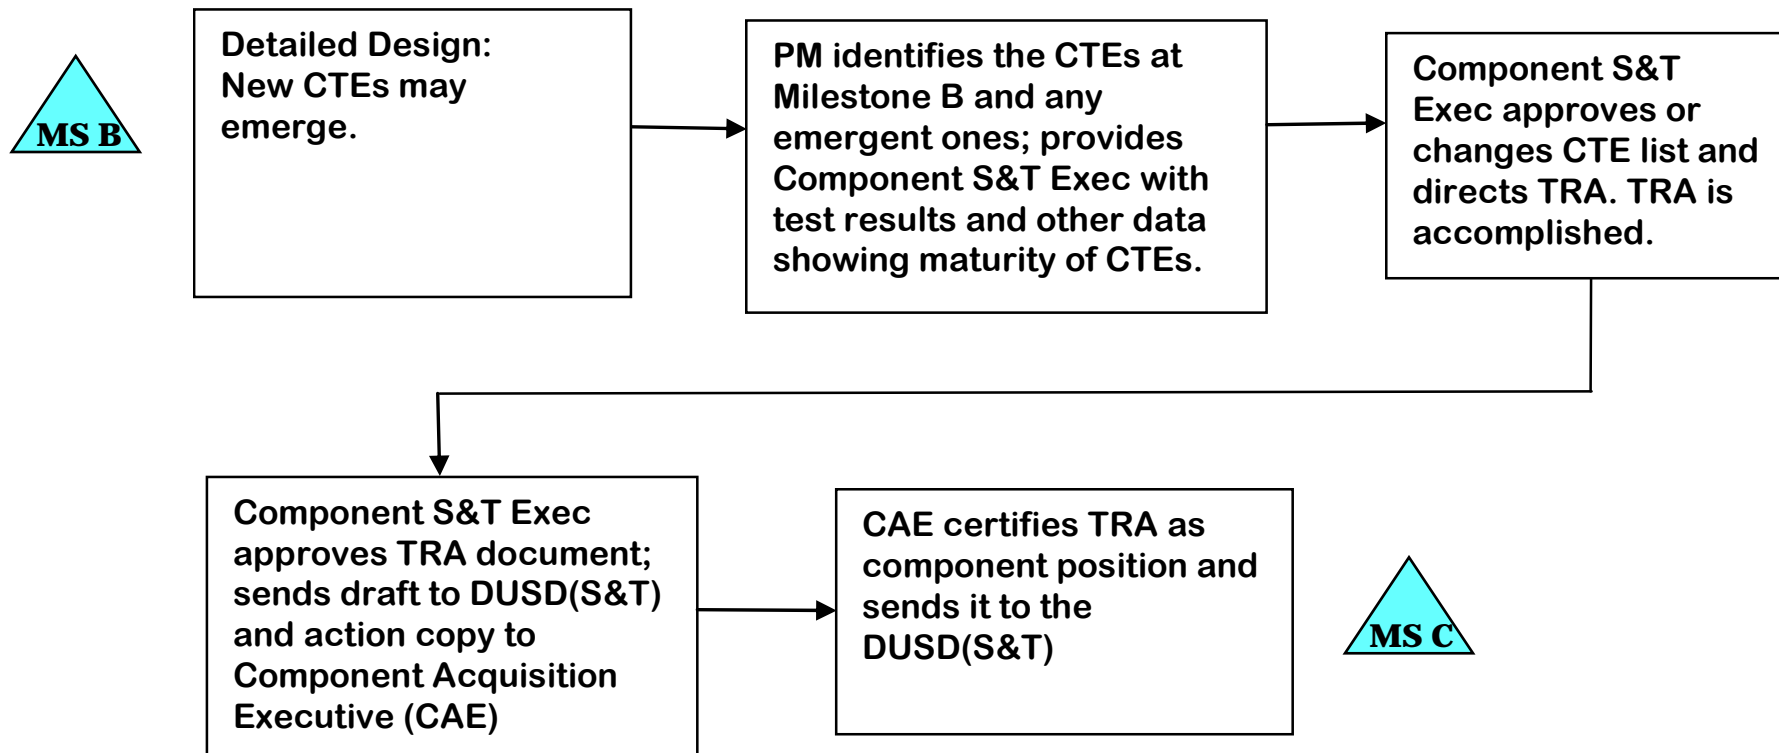 MS B
Detailed Design:
New CTEs may
emerge.
PM identifies the CTEs at
Milestone B and any
emergent ones; provides
Component S&T Exec with
test results and other data
showing maturity of CTEs.
Component S&T
Exec approves or
changes CTE list and
directs TRA. TRA is
accomplished.
Component S&T Exec
approves TRA document;
sends draft to DUSD(S&T)
and action copy to
Component Acquisition
Executive (CAE)
CAE certifies TRA as
component position and
sends it to the
DUSD(S&T)
MS C